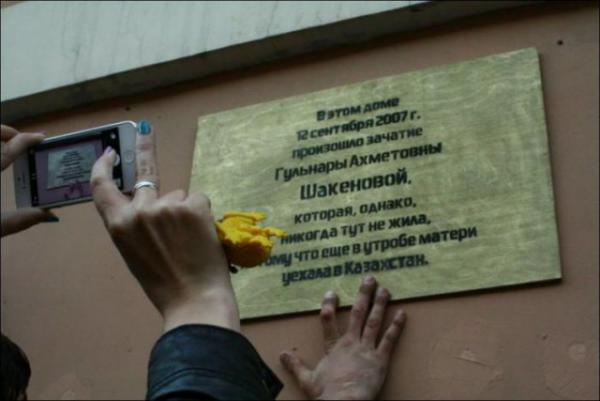 В этом доме
12 сентября 2007 г.
произошло зачатие
Гульнары Ахметовны
Шакеновой,
которая, однако,
никогда тут не жила,
что еще в утробе матери
уехала в Казахстан.